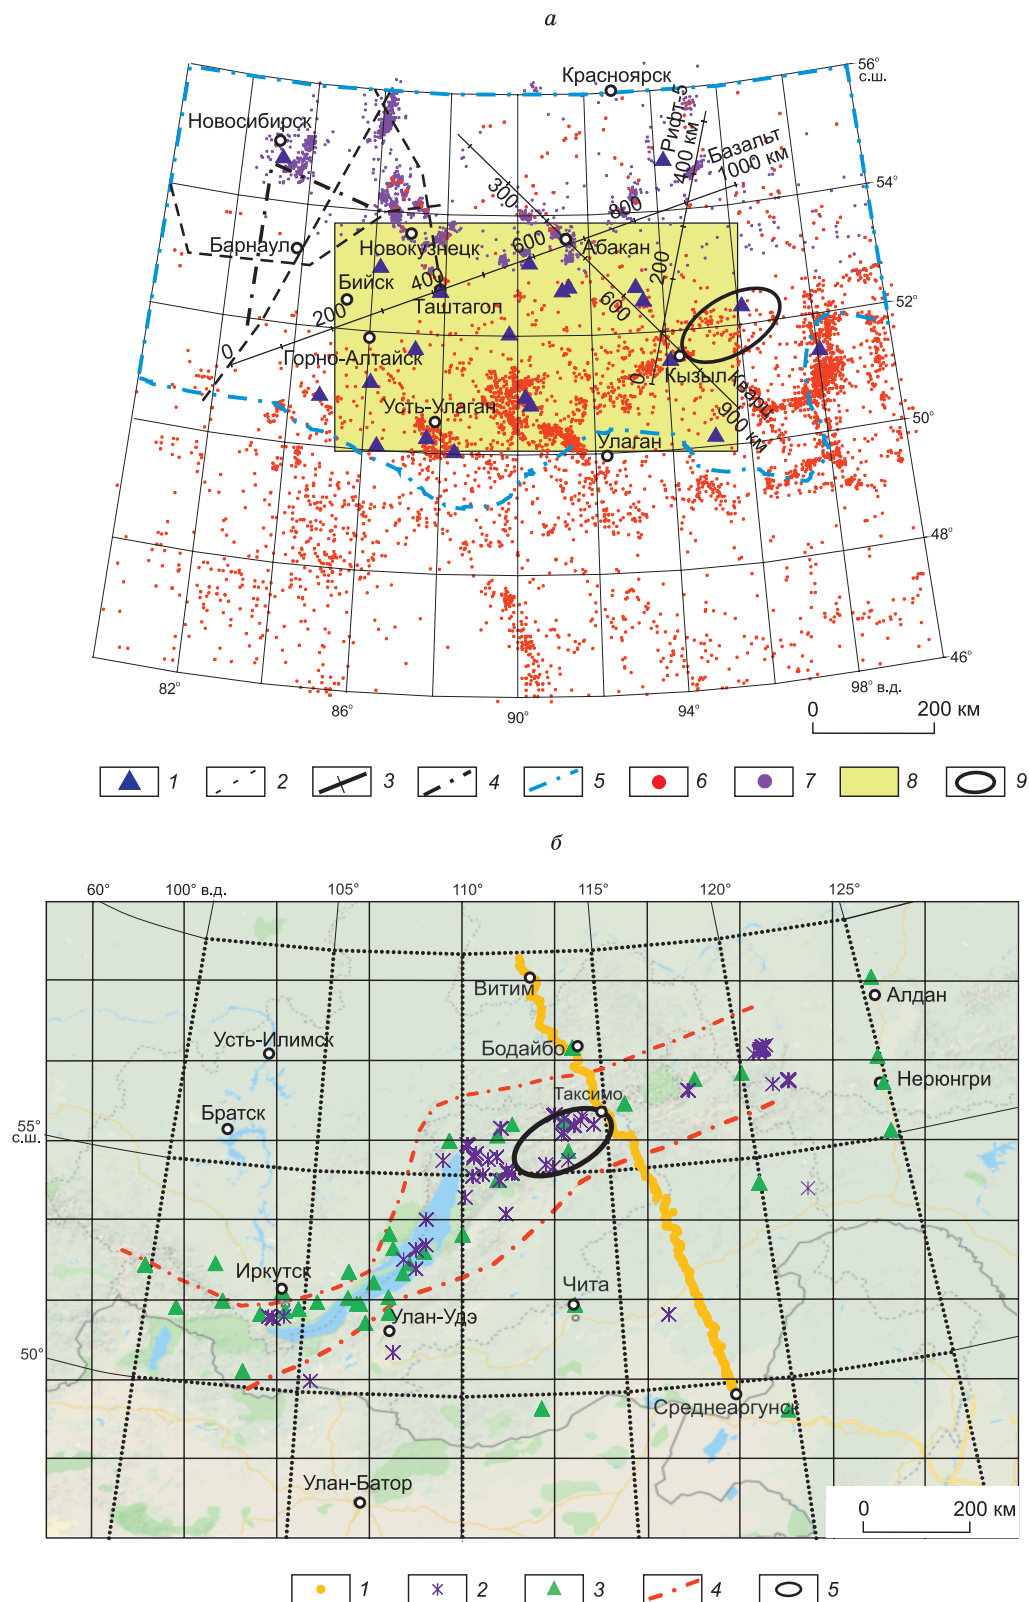 а
56°
с.ш.
Красноярск
Новосибирск
Рифт-5
400 км
Базальт
1000 км
54°
300
800
Барнаул
Новокузнецк
600
Абакан
Бийск
400
200
52°
Таштагол
600
200
0
Горно-Алтайск
0
Кызыл
Кварц
Усть-Улаган
900 км
50°
Улаган
48°
46°
82°
86°
90°
94°
98° в.д.
0 200 км
1 2 3 4 5 6 7 8 9
б
60° 100° в.д. 105° 110° 115° 120° 125°
Витим
Алдан
Усть-Илимск
Бодайбо
Нерюнгри
Таксимо
Братск
55°
с.ш.
Иркутск
Чита
Улан-Удэ
50°
Среднеаргунск
Улан-Батор
0 200 км
1 2 3 4 5